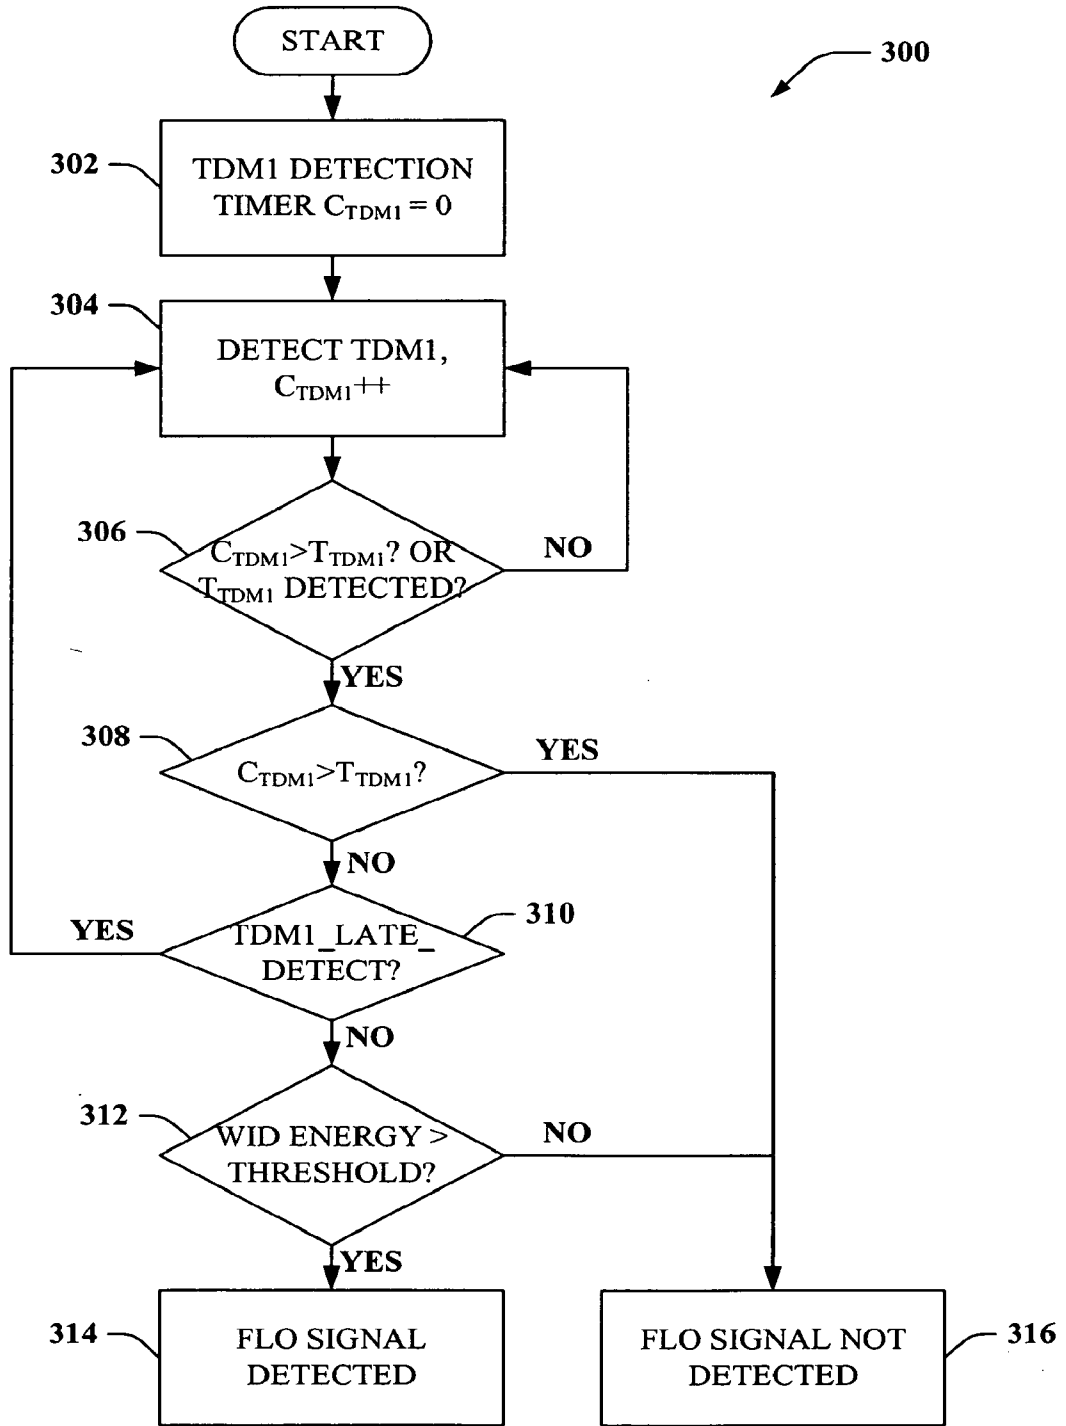 START
300
302
TDM1 DETECTION
TIMER CTDM1 = 0
304
DETECT TDM1,
CTDM1++
306
CTDM1>TTDM1? OR
TTDM1 DETECTED?
NO
YES
308
CTDM1>TTDM1?
YES
NO
310
YES
TDM1_LATE_
DETECT?
NO
312
WID ENERGY >
THRESHOLD?
NO
YES
314
FLO SIGNAL
DETECTED
FLO SIGNAL NOT
DETECTED
316